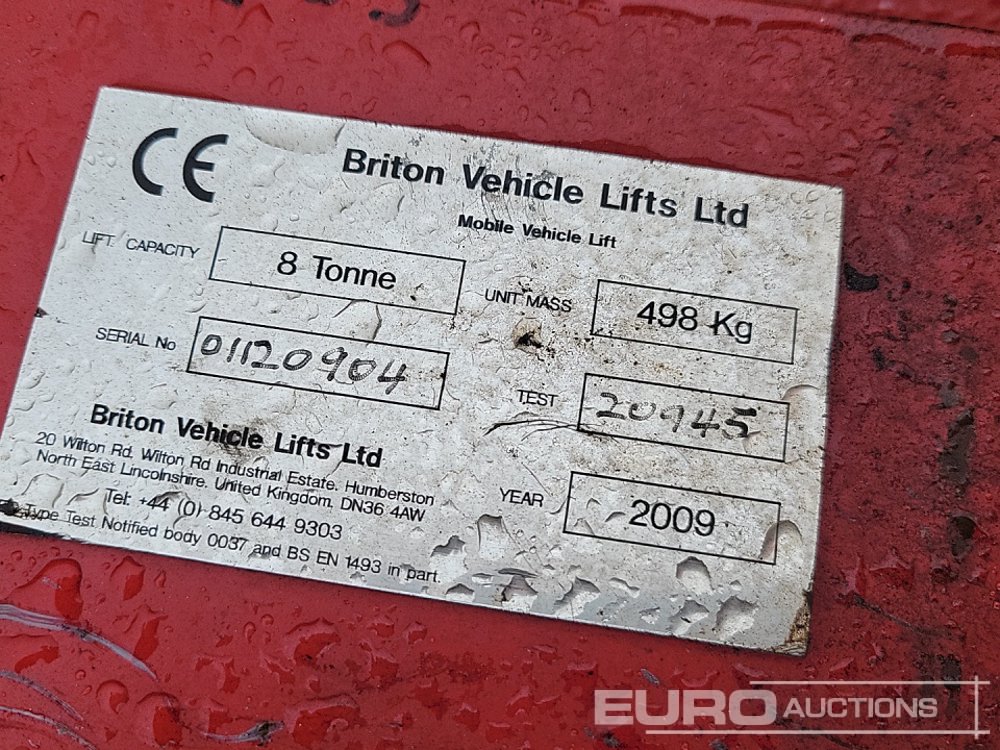 CE
Briton Vehicle Lifts Ltd
Mobile Vehicle Lift
LIFT. CAPACITY 8 Tonne
UNIT MASS 498 Kg
SERIAL No 01120904
TEST 20945
YEAR 2009
Briton Vehicle Lifts Ltd
20 Wilton Rd. Wilton Rd Industrial Estate. Humberston
North East Lincolnshire. United Kingdom. DN36 4AW
Tel: +44 (0) 845 644 9303
Type Test Notified body 0037 and BS EN 1493 in part.
EURO AUCTIONS